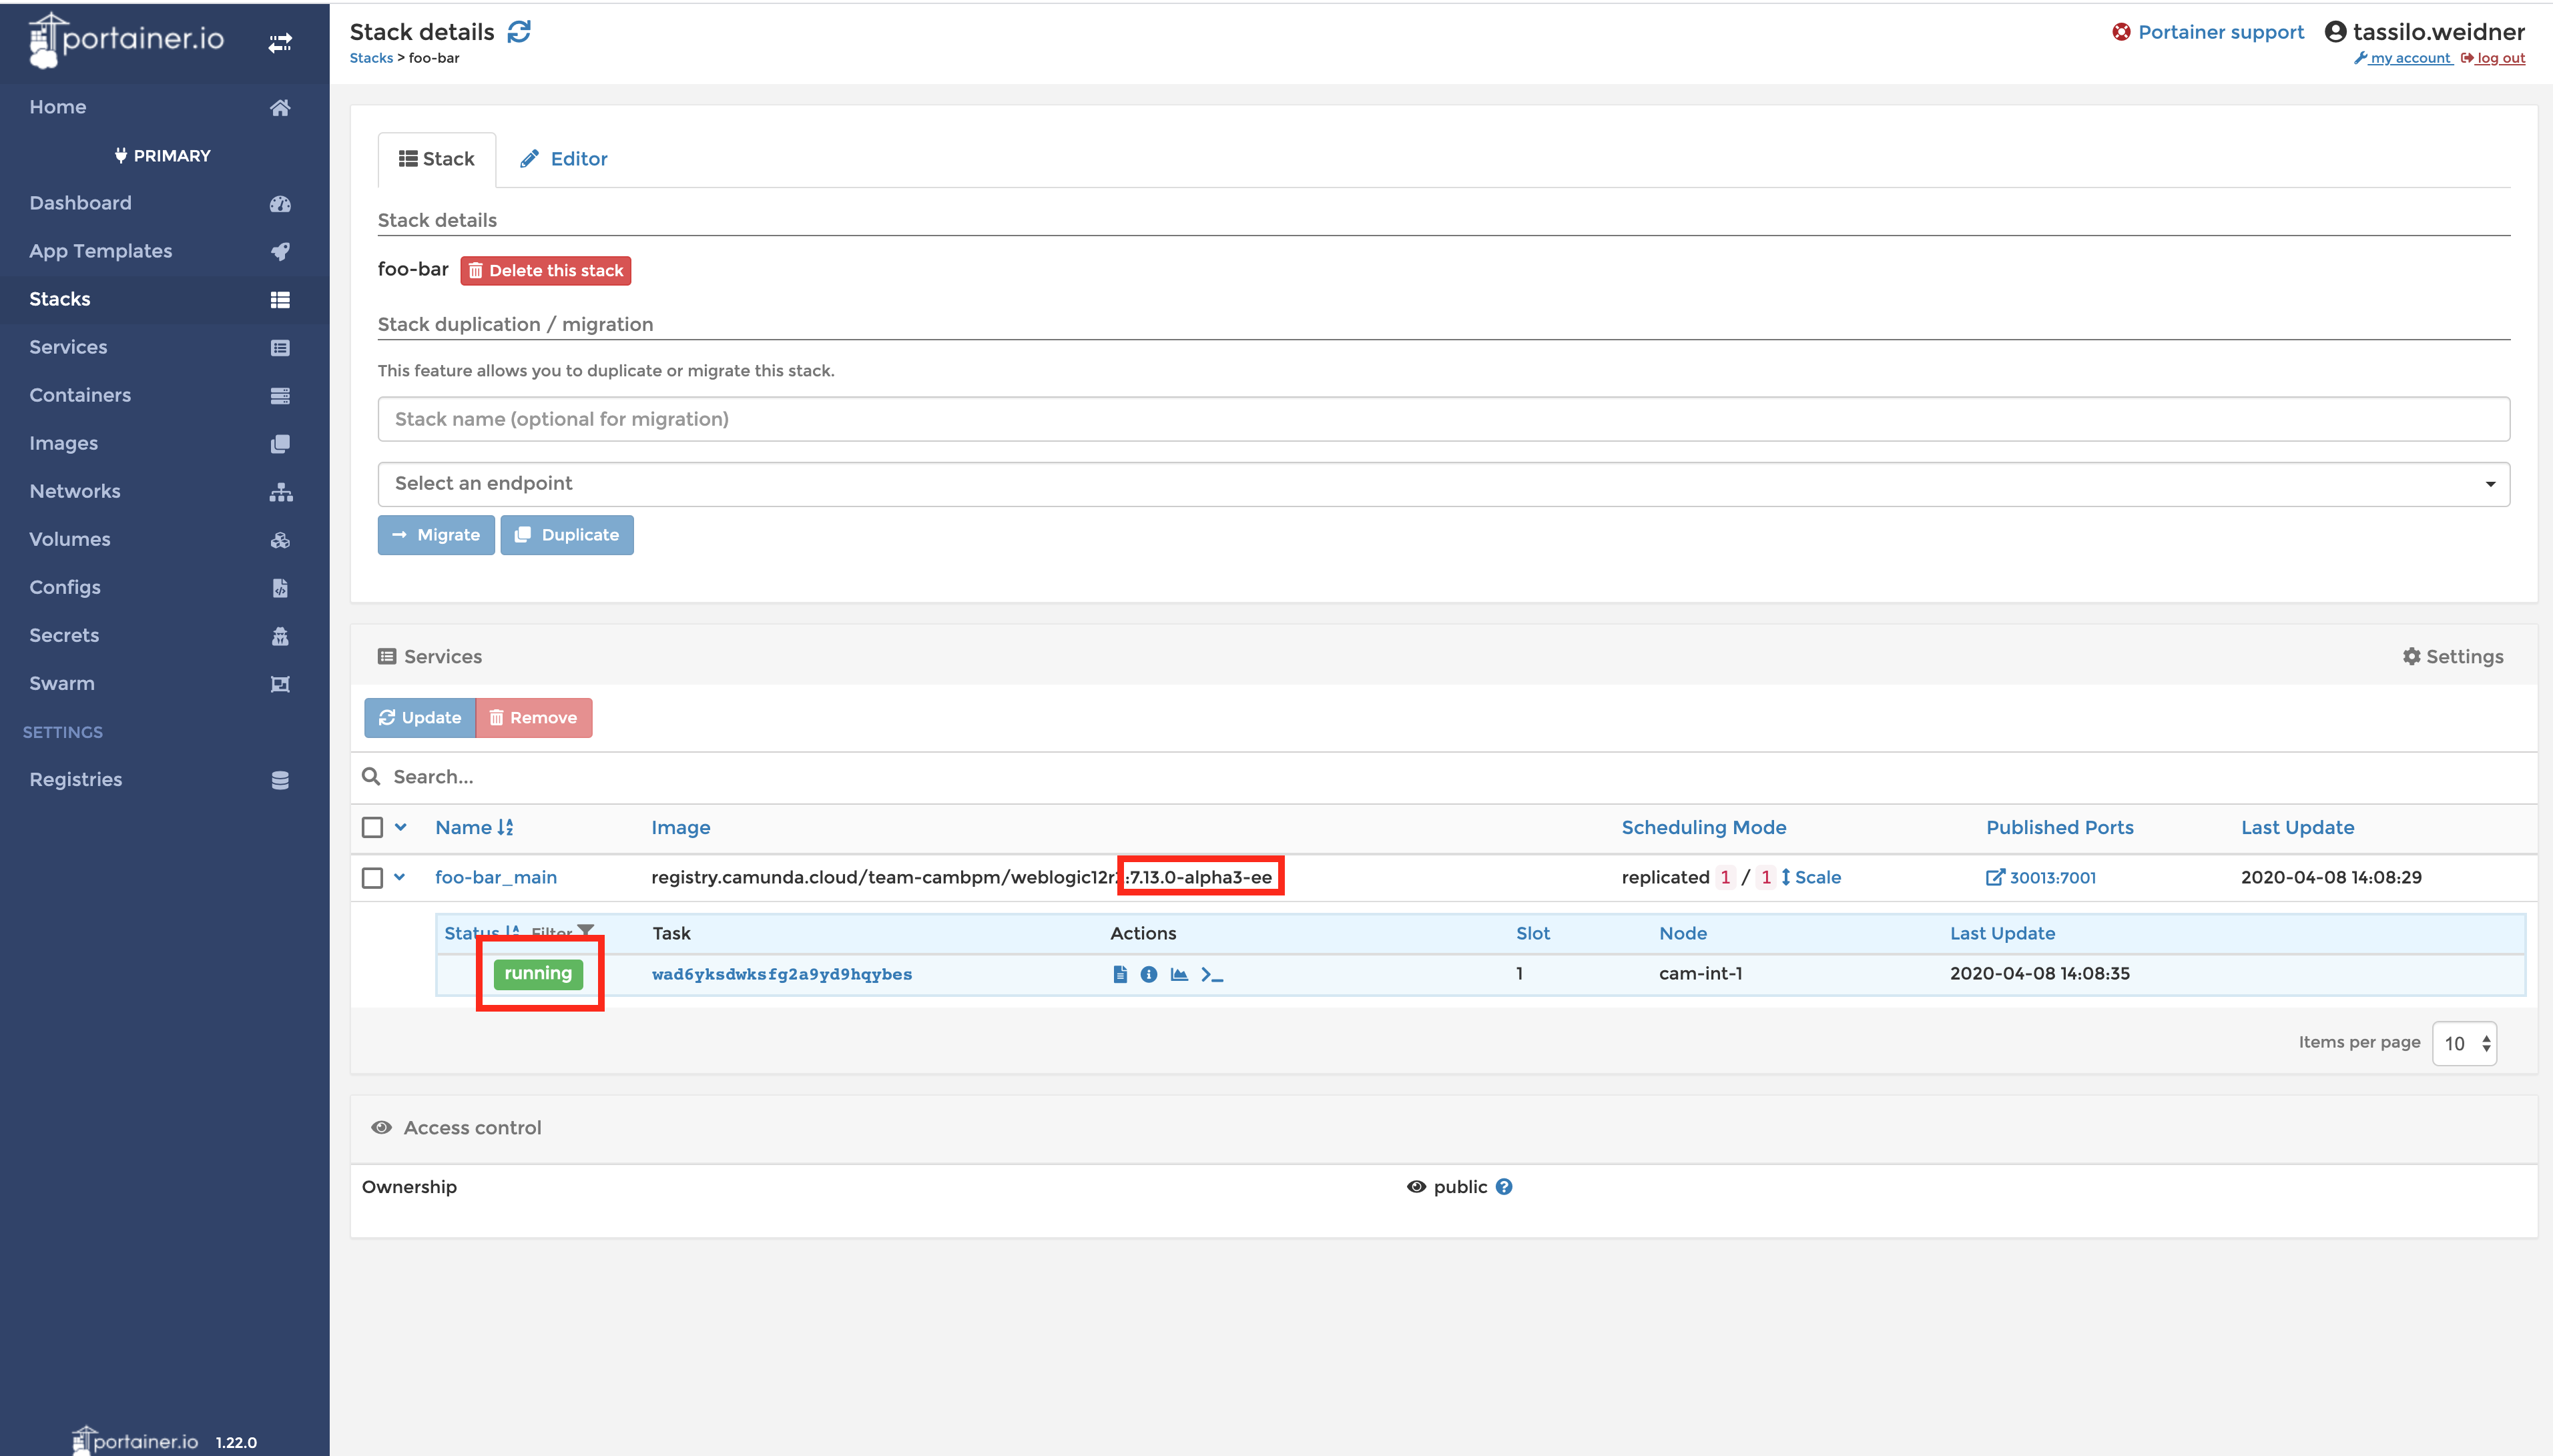 portainer.io
Stack details
Portainer support
tassilo.weidner
Stacks > foo-bar
my account
log out
Home
PRIMARY
Dashboard
App Templates
Stacks
Services
Containers
Images
Networks
Volumes
Configs
Secrets
Swarm
SETTINGS
Registries
portainer.io 1.22.0
Stack
Editor
Stack details
foo-bar
Delete this stack
Stack duplication / migration
This feature allows you to duplicate or migrate this stack.
Stack name (optional for migration)
Select an endpoint
Migrate
Duplicate
Services
Settings
Update
Remove
Search...
Name Image Scheduling Mode Published Ports Last Update
foo-bar_main registry.camunda.cloud/team-cambpm/weblogic12r2:7.13.0-alpha3-ee replicated 1 / 1 Scale 30013:7001 2020-04-08 14:08:29
Status Filter Task Actions Slot Node Last Update
running wad6yksdwksfg2a9yd9hqybes 1 cam-int-1 2020-04-08 14:08:35
Items per page 10
Access control
Ownership public